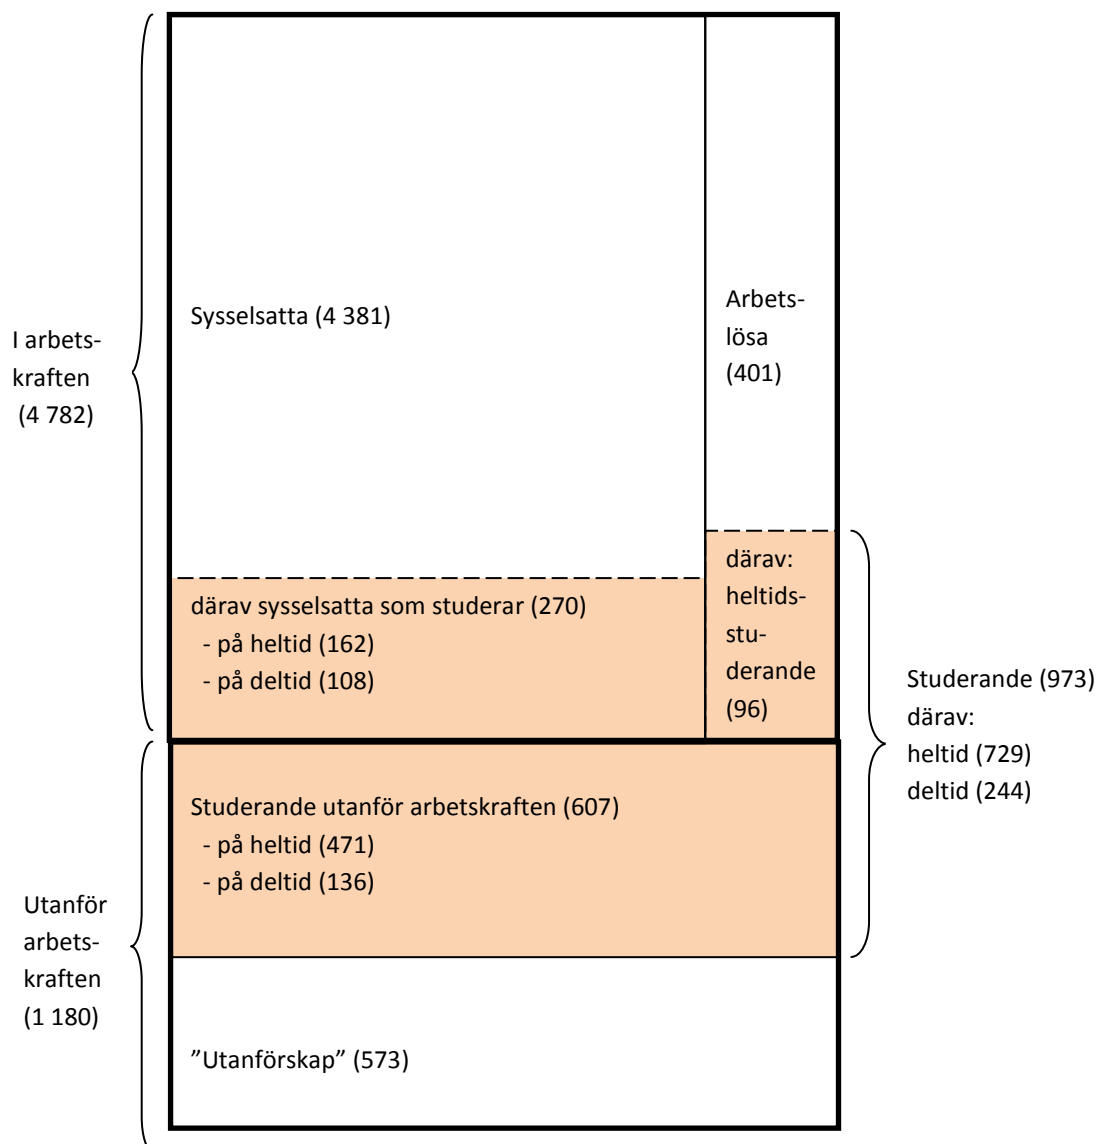 I arbets-
kraften
(4 782)
Sysselsatta (4 381)
Arbets-
lösa
(401)
därav sysselsatta som studerar (270)
- på heltid (162)
- på deltid (108)
därav:
heltids-
stu-
derande
(96)
Studerande (973)
därav:
heltid (729)
deltid (244)
Utanför
arbets-
kraften
(1 180)
Studerande utanför arbetskraften (607)
- på heltid (471)
- på deltid (136)
”Utanförskap” (573)